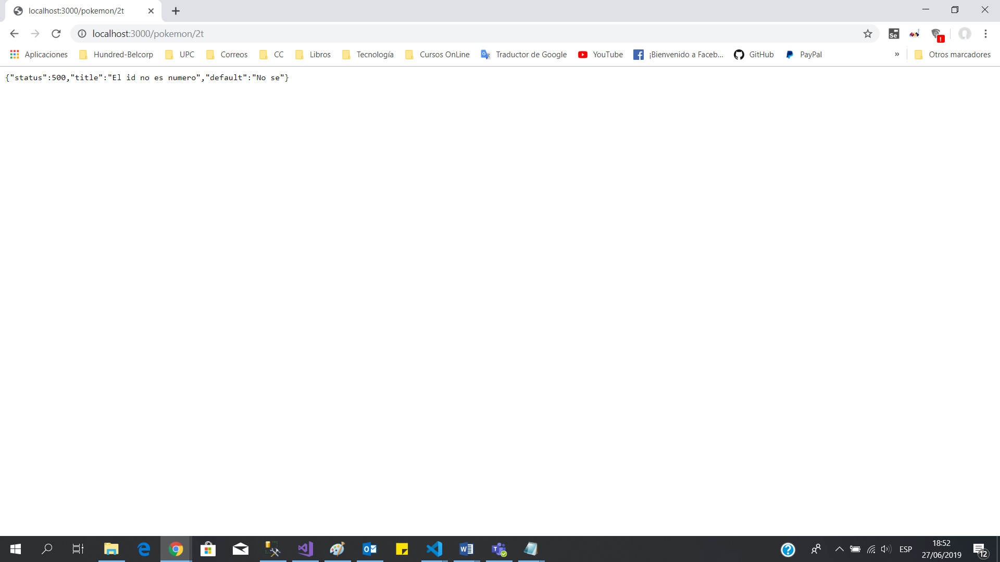 localhost:3000/pokemon/2t
localhost:3000/pokemon/2t
Aplicaciones Hundred-Belcorp UPC Correos CC Libros Tecnología Cursos OnLine Traductor de Google YouTube ¡Bienvenido a Faceb... GitHub PayPal » Otros marcadores
{"status":500,"title":"El id no es numero","default":"No se"}
ESP
18:52
27/06/2019
12